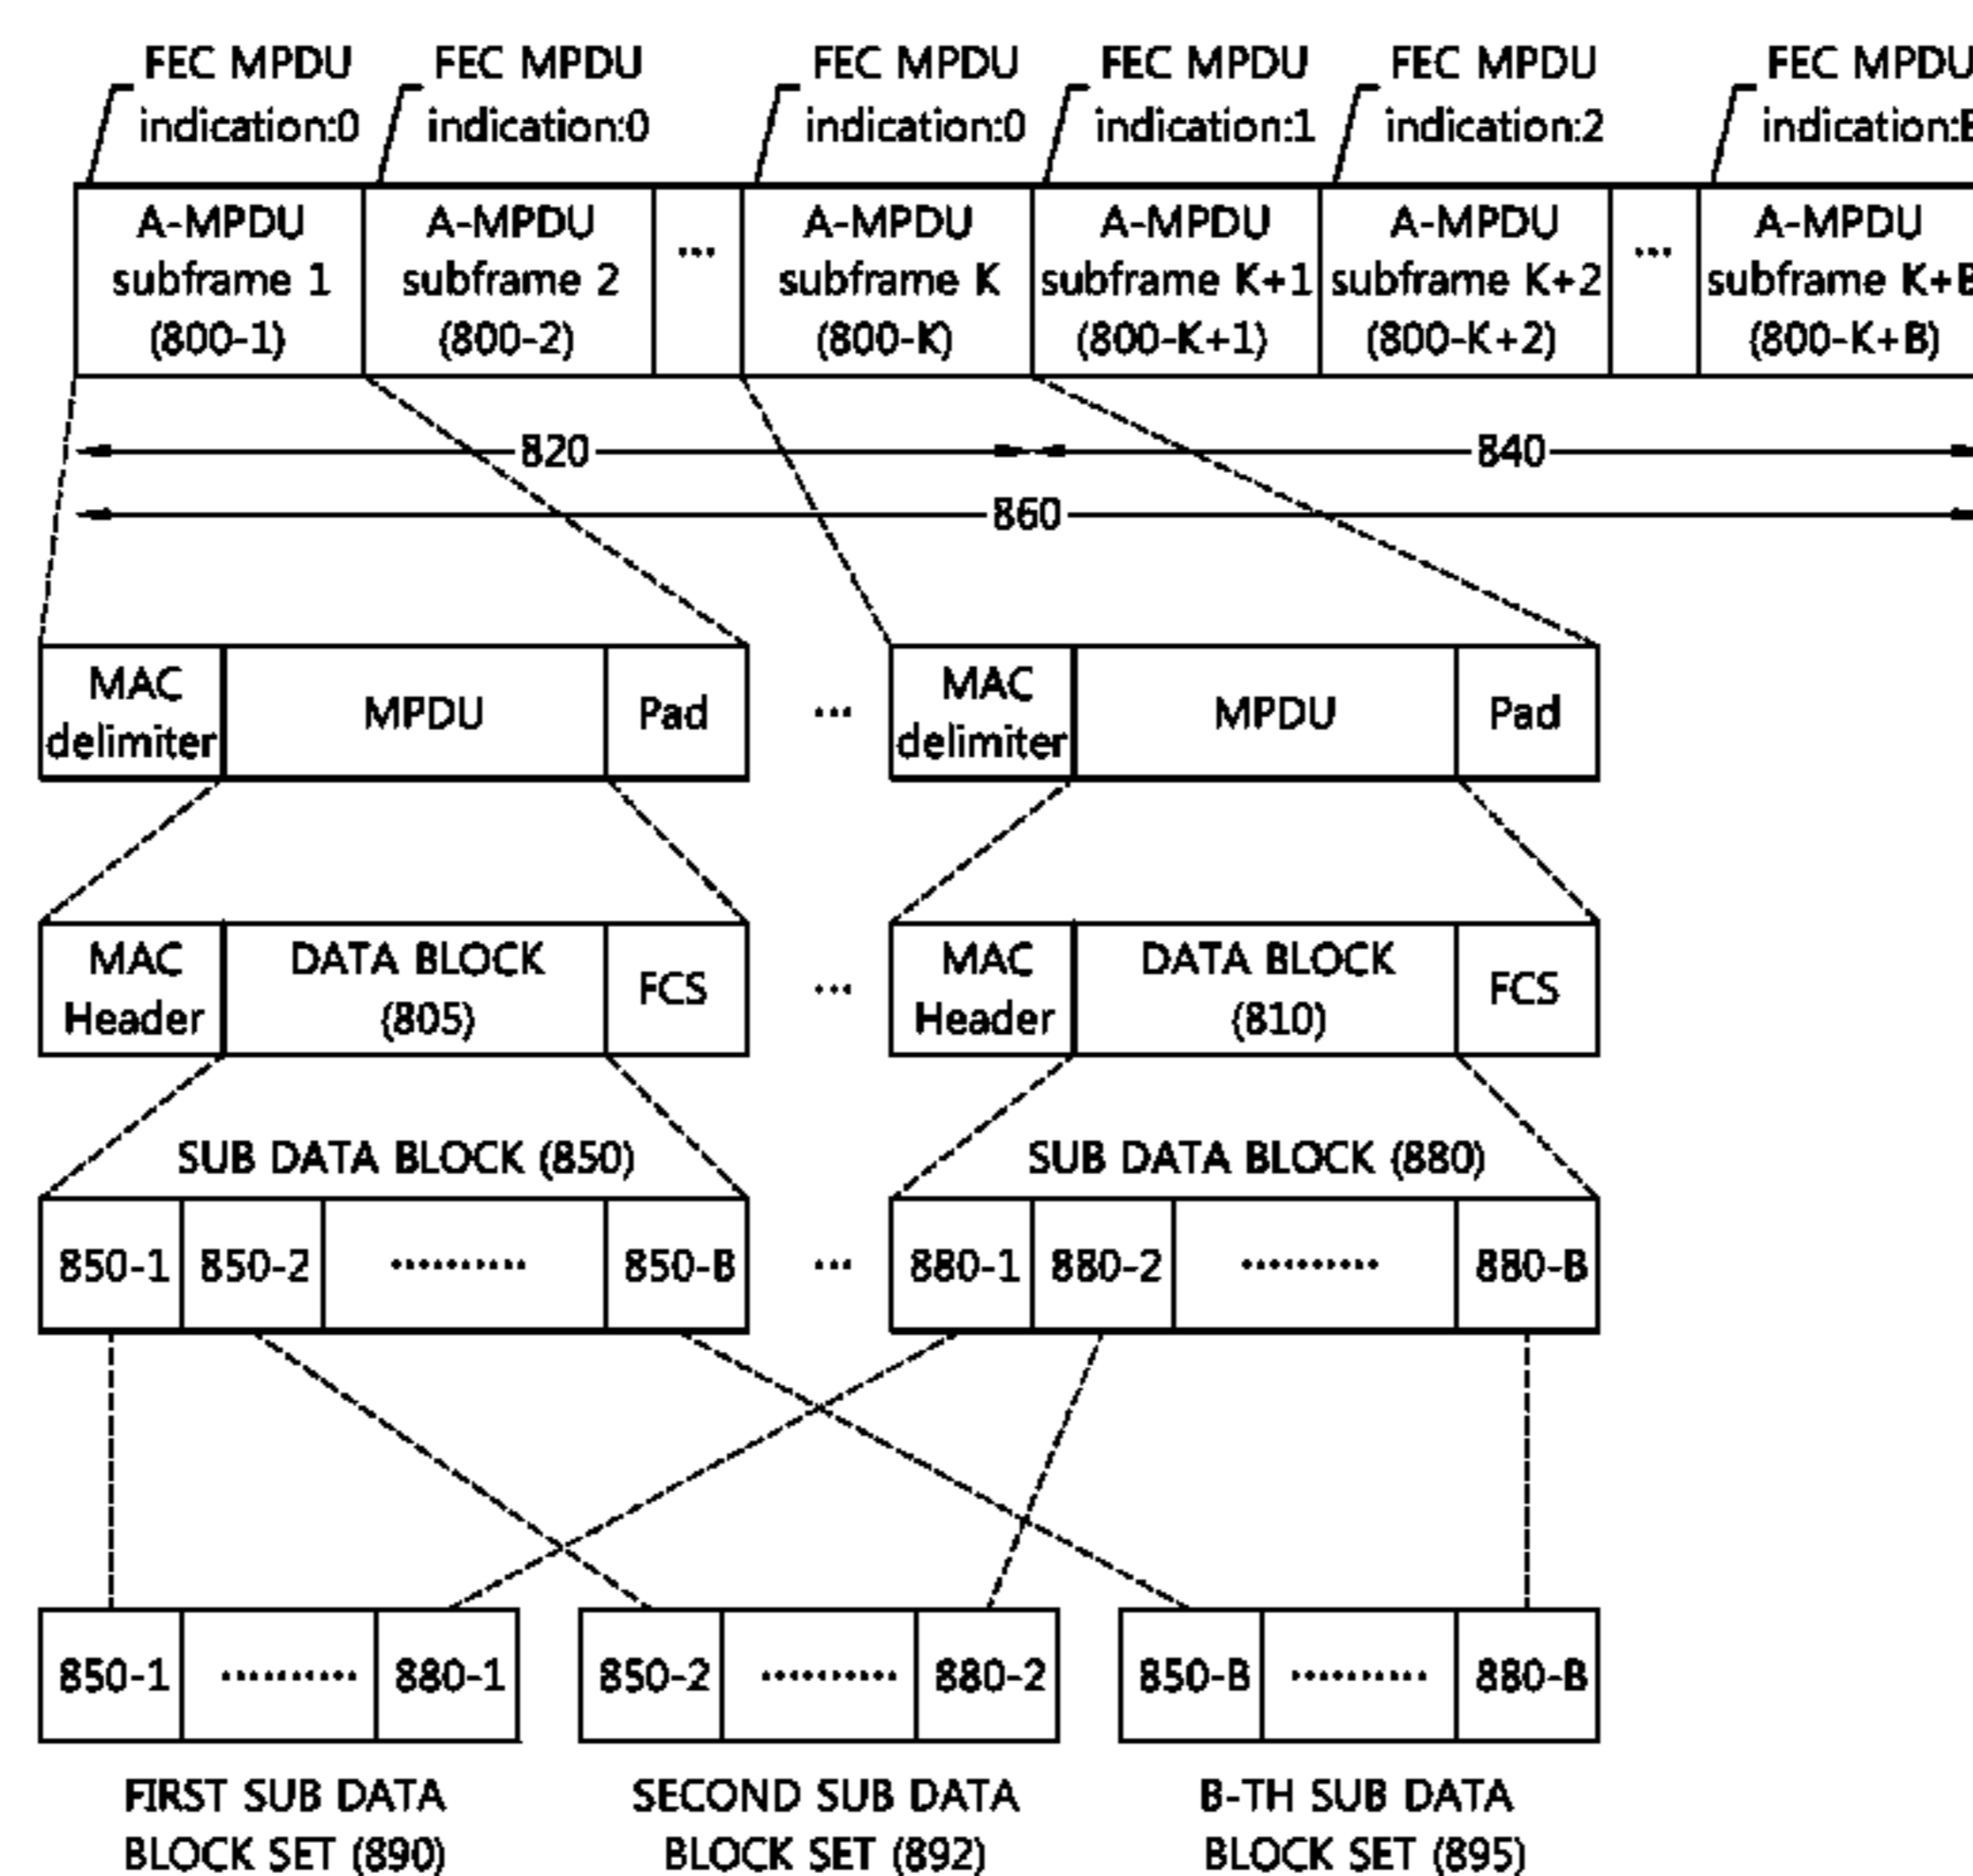 FEC MPDU
indication:0
FEC MPDU
indication:0
FEC MPDU
indication:0
FEC MPDU
indication:1
FEC MPDU
indication:2
FEC MPDU
indication:B
A-MPDU
subframe 1
(800-1)
A-MPDU
subframe 2
(800-2)
...
A-MPDU
subframe K
(800-K)
A-MPDU
subframe K+1
(800-K+1)
A-MPDU
subframe K+2
(800-K+2)
...
A-MPDU
subframe K+B
(800-K+B)
820
840
860
MAC
delimiter
MPDU
Pad
...
MAC
delimiter
MPDU
Pad
MAC
Header
DATA BLOCK
(805)
FCS
...
MAC
Header
DATA BLOCK
(810)
FCS
SUB DATA BLOCK (850)
SUB DATA BLOCK (880)
850-1
850-2
..........
850-B
...
880-1
880-2
..........
880-B
850-1
..........
880-1
850-2
..........
880-2
850-B
..........
880-B
FIRST SUB DATA
BLOCK SET (890)
SECOND SUB DATA
BLOCK SET (892)
B-TH SUB DATA
BLOCK SET (895)